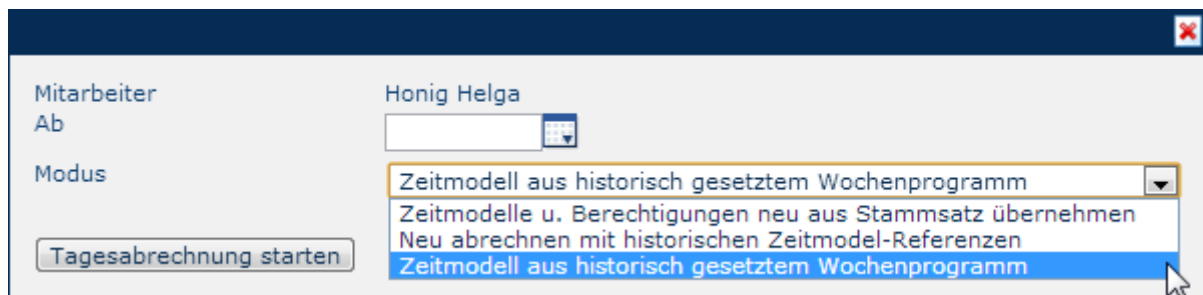 Mitarbeiter Honig Helga
Ab
Modus Zeitmodell aus historisch gesetztem Wochenprogramm
Zeitmodelle u. Berechtigungen neu aus Stammsatz übernehmen
Neu abrechnen mit historischen Zeitmodel-Referenzen
Tagesabrechnung starten Zeitmodell aus historisch gesetztem Wochenprogramm